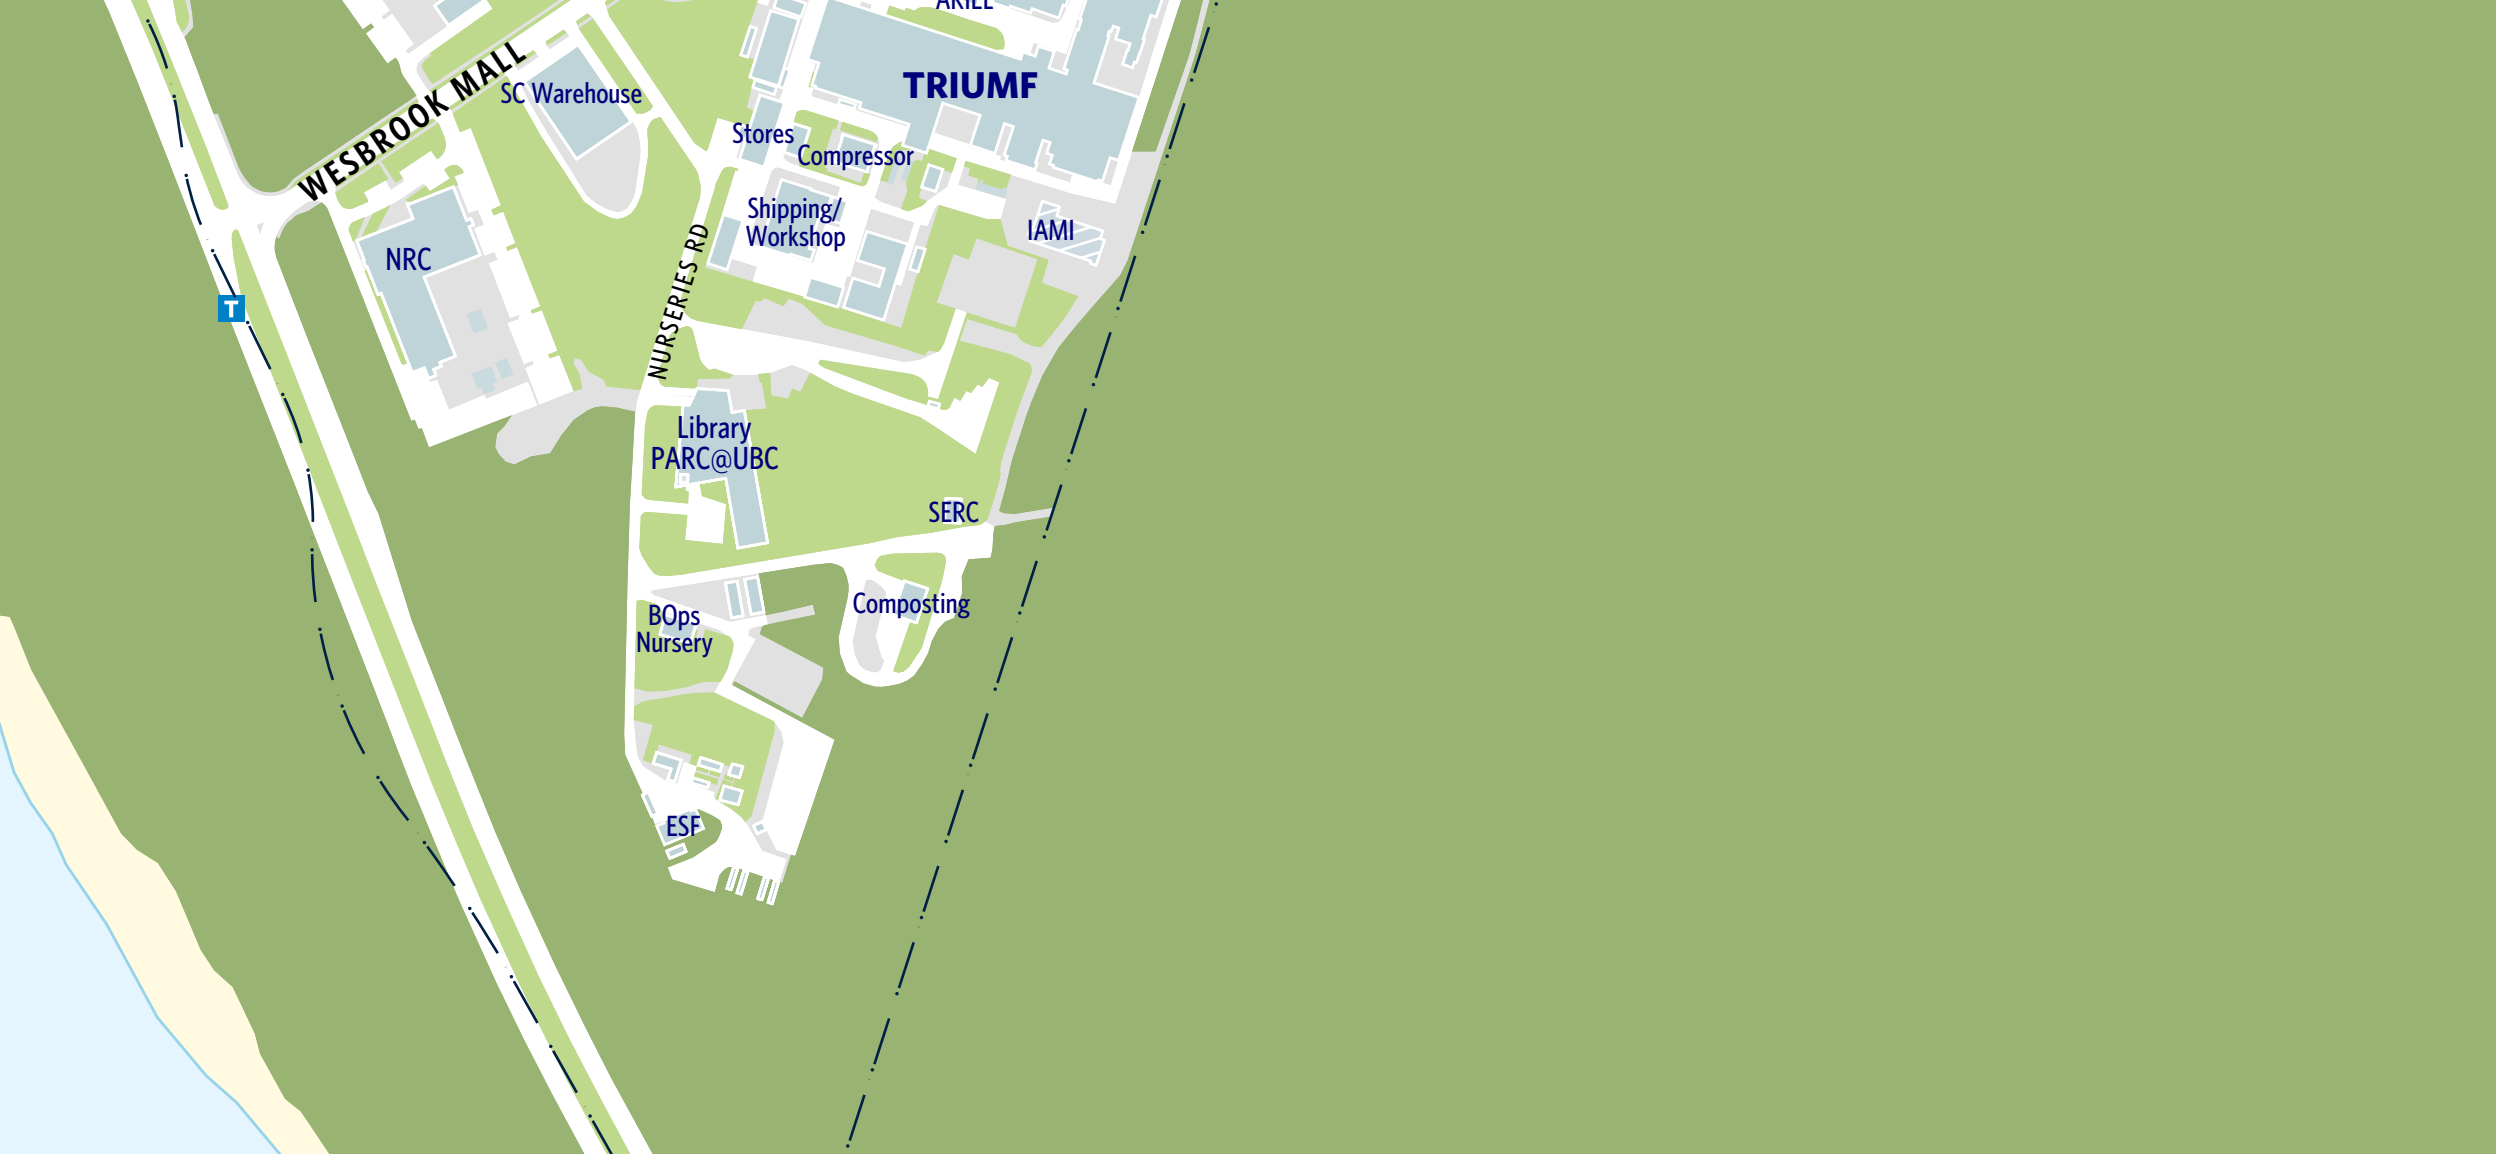 ARIEL
WESBROOK MALL
SC Warehouse
TRIUMF
Stores
Compressor
Shipping/
Workshop
IAMI
NRC
NURSERIES RD
T
Library
PARC@UBC
SERC
Composting
BOps
Nursery
ESF